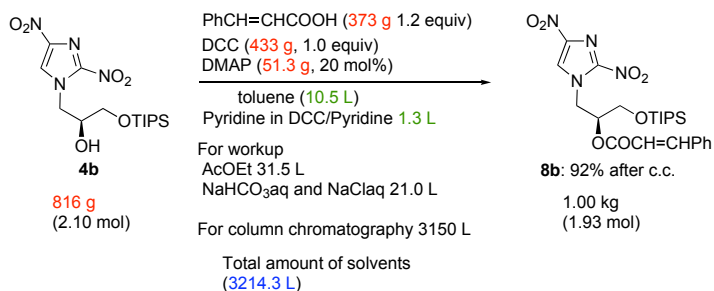 PhCH=CHCOOH (373 g 1.2 equiv)
DCC (433 g, 1.0 equiv)
DMAP (51.3 g, 20 mol%)
toluene (10.5 L)
Pyridine in DCC/Pyridine 1.3 L
For workup
AcOEt 31.5 L
NaHCO3aq and NaClaq 21.0 L
For column chromatography 3150 L
Total amount of solvents
(3214.3 L)
O2N
N
NO2
N
OTIPS
OH
4b
816 g
(2.10 mol)
O2N
N
NO2
N
OTIPS
OCOCH=CHPh
8b: 92% after c.c.
1.00 kg
(1.93 mol)